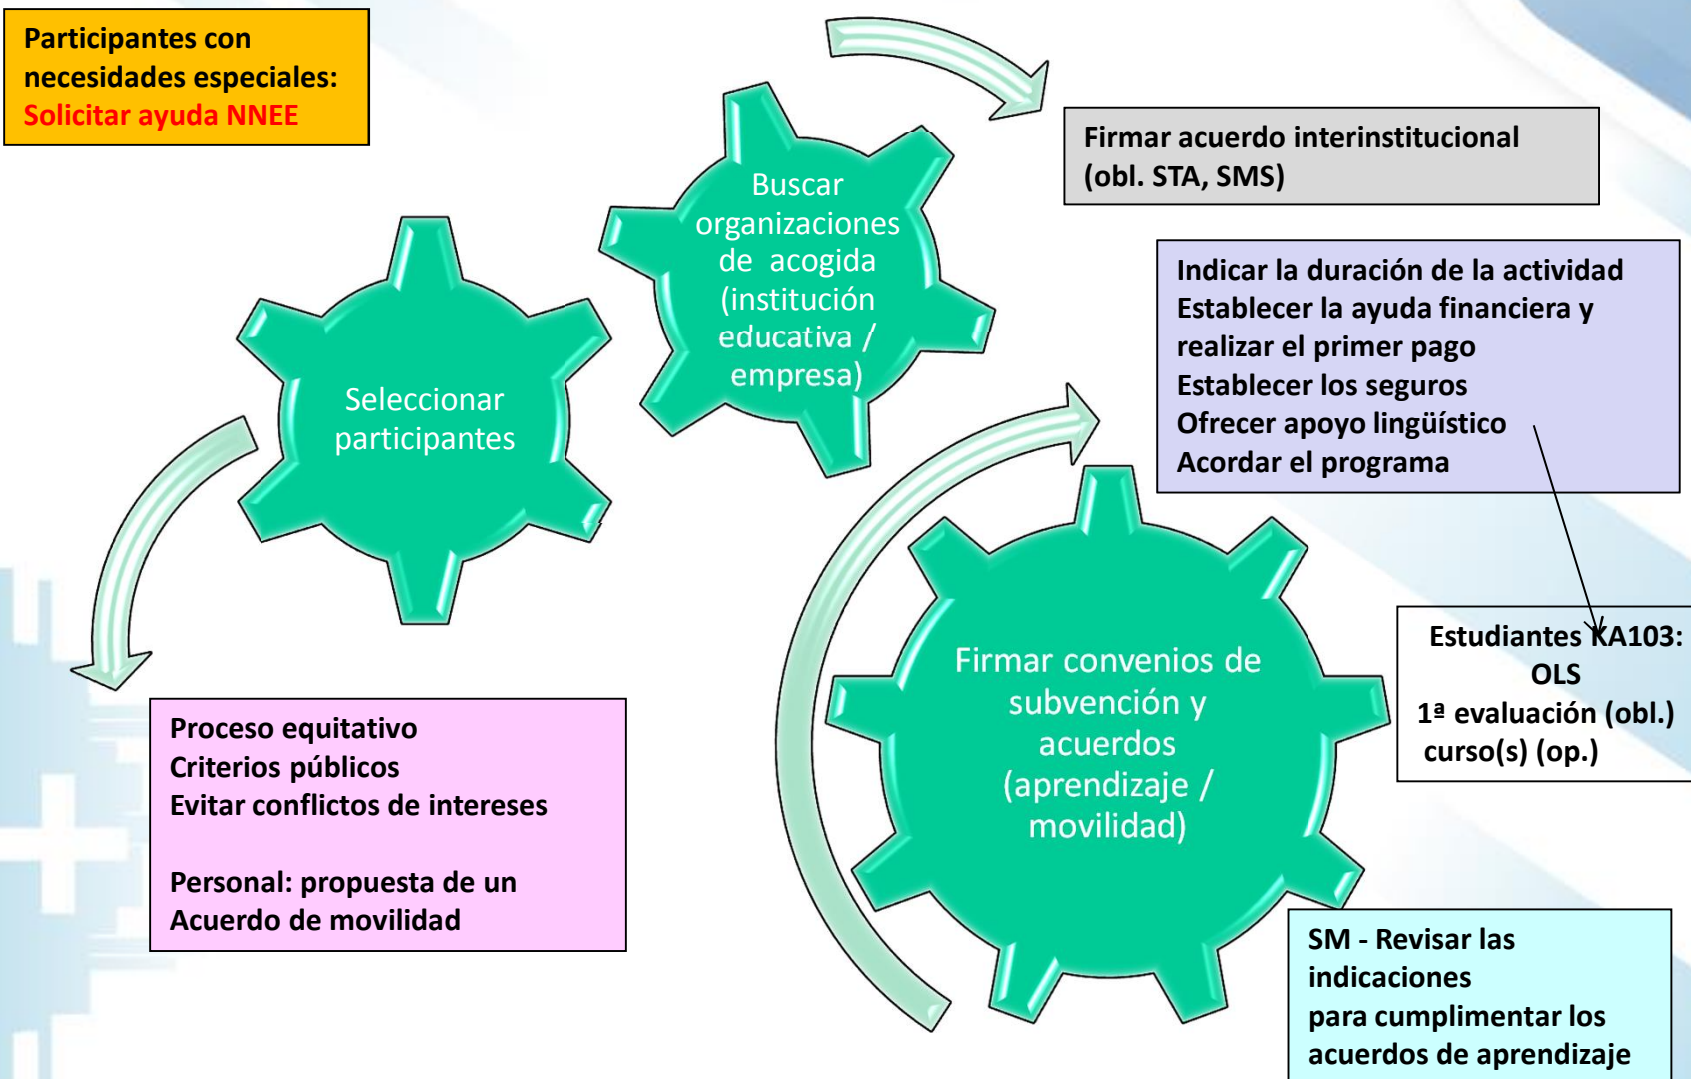 Participantes con
necesidades especiales:
Solicitar ayuda NNEE
Buscar
organizaciones
de acogida
(institución
educativa /
empresa)
Firmar acuerdo interinstitucional
(obl. STA, SMS)
Seleccionar
participantes
Indicar la duración de la actividad
Establecer la ayuda financiera y
realizar el primer pago
Establecer los seguros
Ofrecer apoyo lingüístico
Acordar el programa
Estudiantes KA103:
OLS
1ª evaluación (obl.)
curso(s) (op.)
Firmar convenios de
subvención y
acuerdos
(aprendizaje /
movilidad)
Proceso equitativo
Criterios públicos
Evitar conflictos de intereses
Personal: propuesta de un
Acuerdo de movilidad
SM - Revisar las
indicaciones
para cumplimentar los
acuerdos de aprendizaje